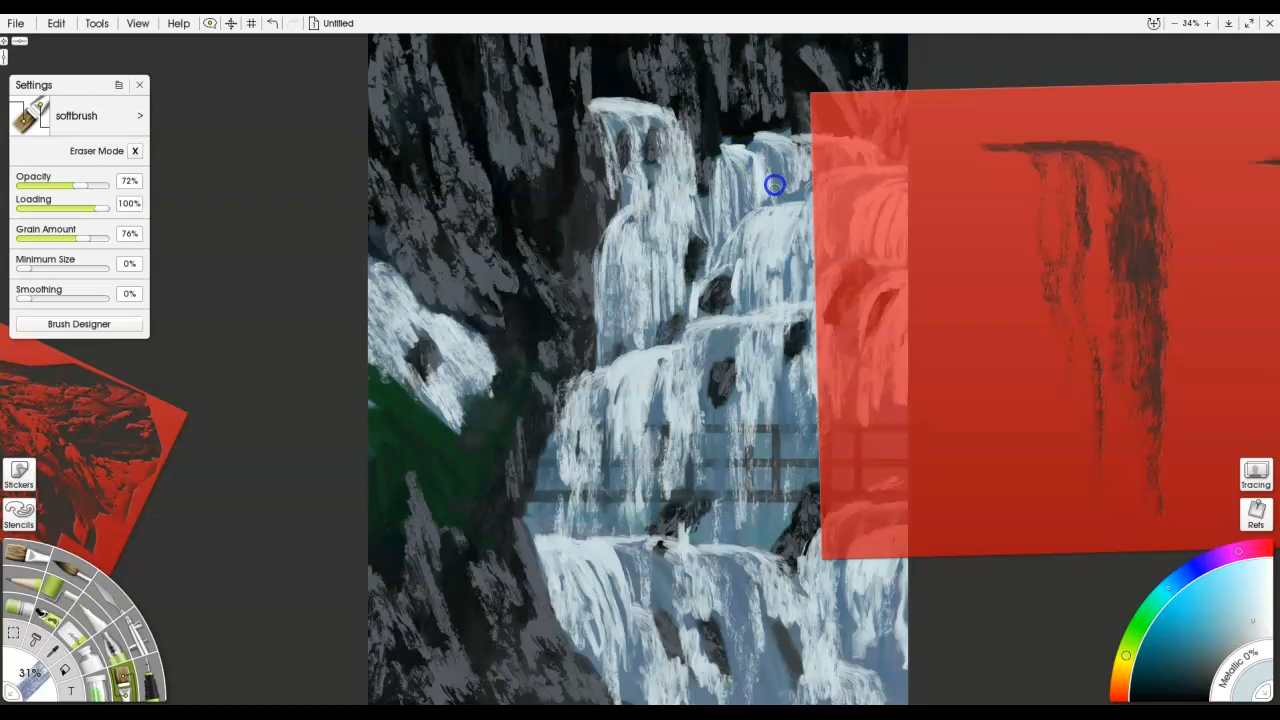 File Edit Tools View Help Untitled 34%
Settings
softbrush >
Eraser Mode X
Opacity 72%
Loading 100%
Grain Amount 76%
Minimum Size 0%
Smoothing 0%
Brush Designer
Stickers
Stencils
31%
T
Tracing
Refs
Metallic 0%